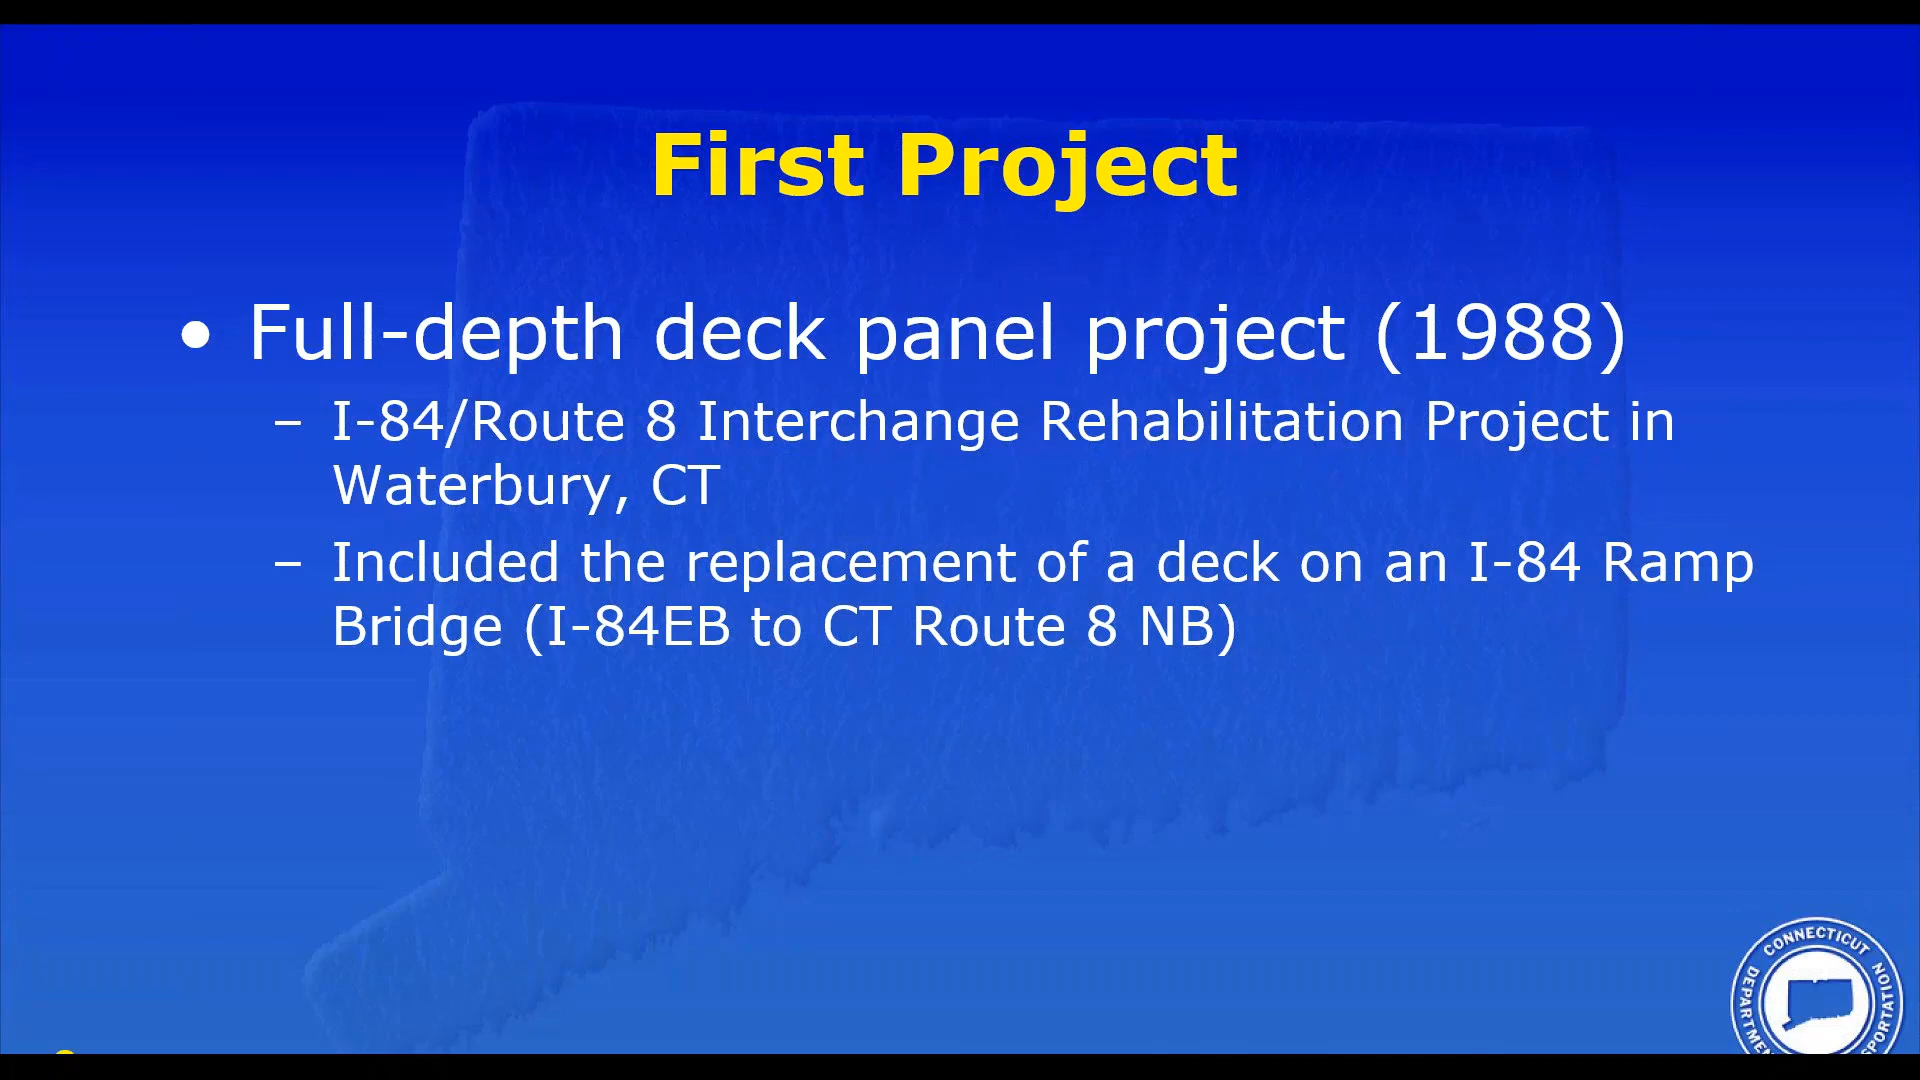 First Project
• Full-depth deck panel project (1988)
– I-84/Route 8 Interchange Rehabilitation Project in
Waterbury, CT
– Included the replacement of a deck on an I-84 Ramp
Bridge (I-84EB to CT Route 8 NB)
CONNECTICUT